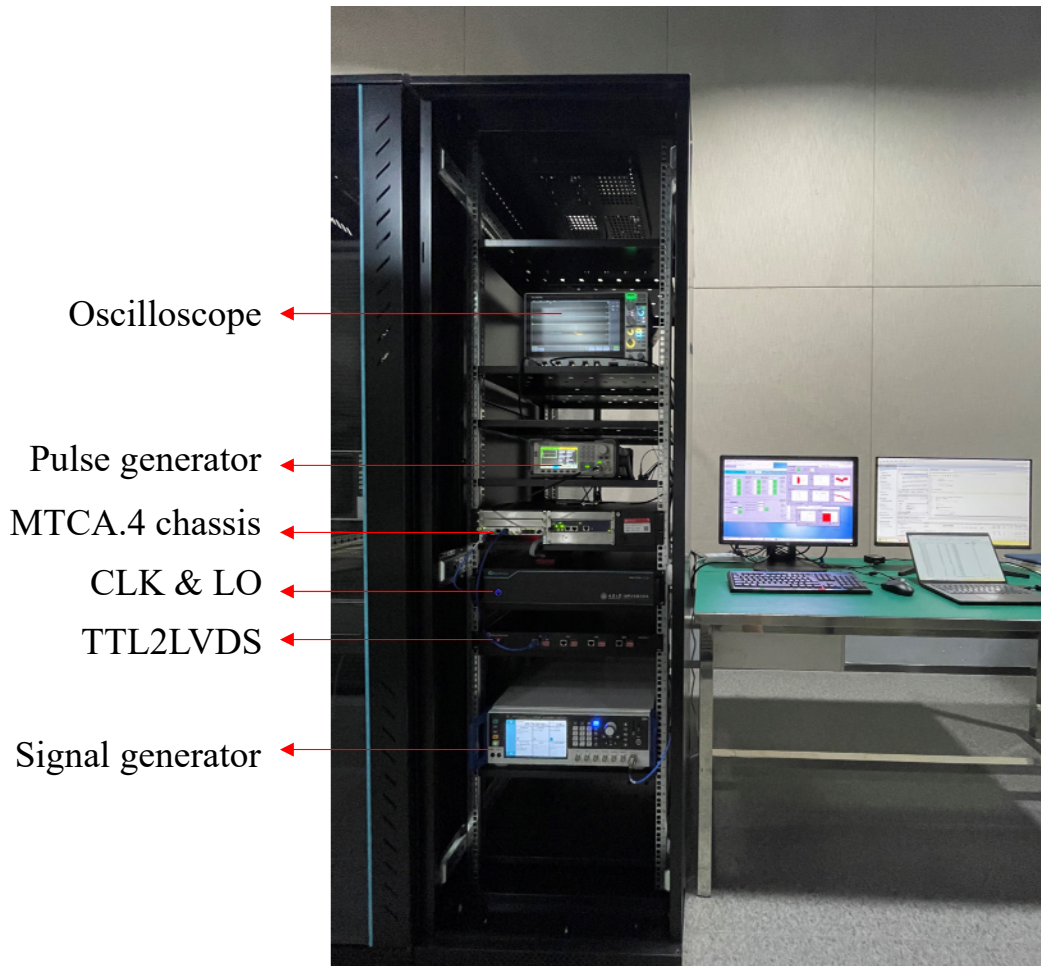 Oscilloscope
Pulse generator
MTCA.4 chassis
CLK & LO
TTL2LVDS
Signal generator